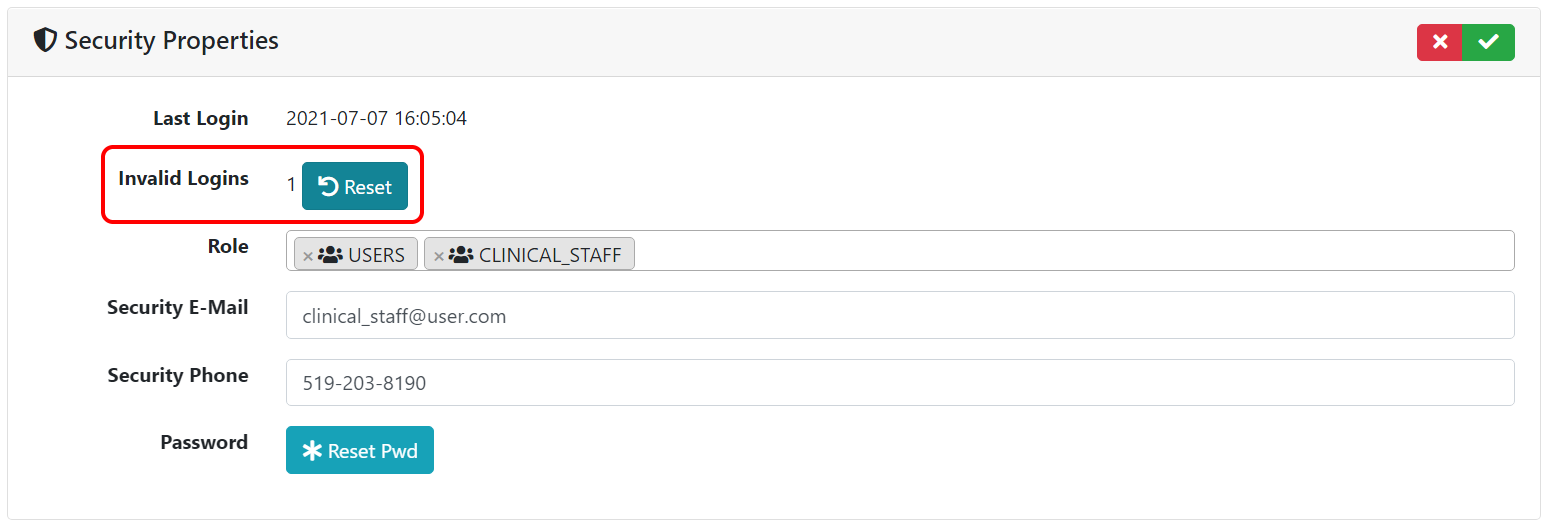 Security Properties
Last Login 2021-07-07 16:05:04
Invalid Logins 1 Reset
Role × USERS × CLINICAL_STAFF
Security E-Mail clinical_staff@user.com
Security Phone 519-203-8190
Password Reset Pwd